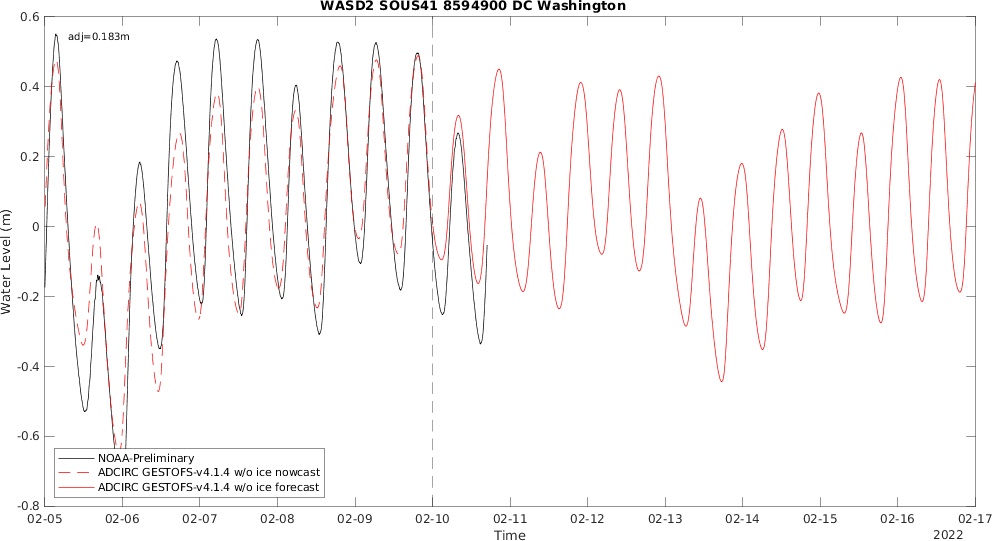 WASD2 SOUS41 8594900 DC Washington
adj=0.183m
0.6
0.4
0.2
0
-0.2
-0.4
-0.6
-0.8
Water Level (m)
NOAA-Preliminary
ADCIRC GESTOFS-v4.1.4 w/o ice nowcast
ADCIRC GESTOFS-v4.1.4 w/o ice forecast
02-05 02-06 02-07 02-08 02-09 02-10 02-11 02-12 02-13 02-14 02-15 02-16 02-17
Time
2022